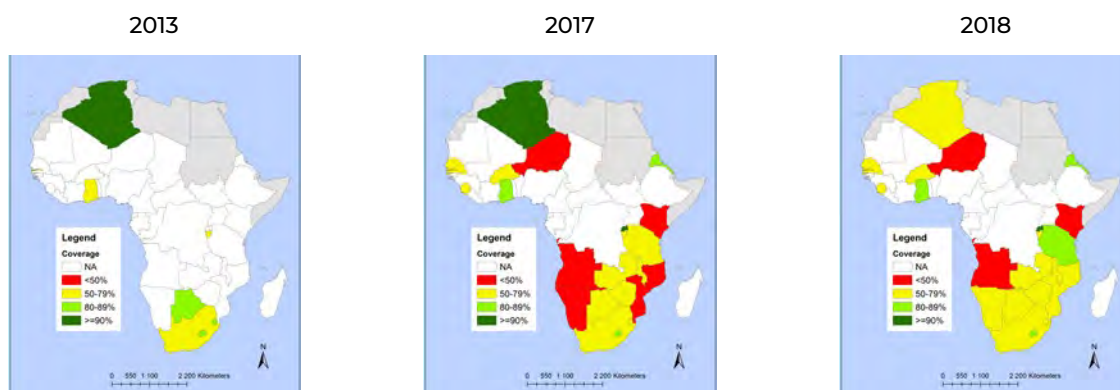 2013
2017
2018
Legend
Coverage
NA
<50%
50-79%
80-89%
>=90%
N
0 550 1 100 2 200 Kilometers
Legend
Coverage
NA
<50%
50-79%
80-89%
>=90%
N
0 550 1 100 2 200 Kilometers
Legend
Coverage
NA
<50%
50-79%
80-89%
>=90%
N
0 550 1 100 2 200 Kilometers